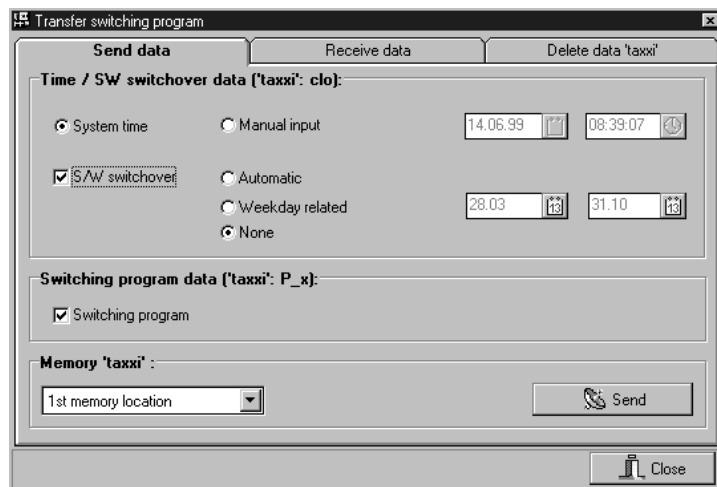 Transfer switching program
Send data Receive data Delete data 'taxxi'
Time / SW switchover data ('taxxi': clo):
System time Manual input 14.06.99 08:39:07
S/W switchover Automatic
Weekday related 28.03 13 31.10 13
None
Switching program data ('taxxi': P_x):
Switching program
Memory 'taxxi' :
1st memory location Send
Close